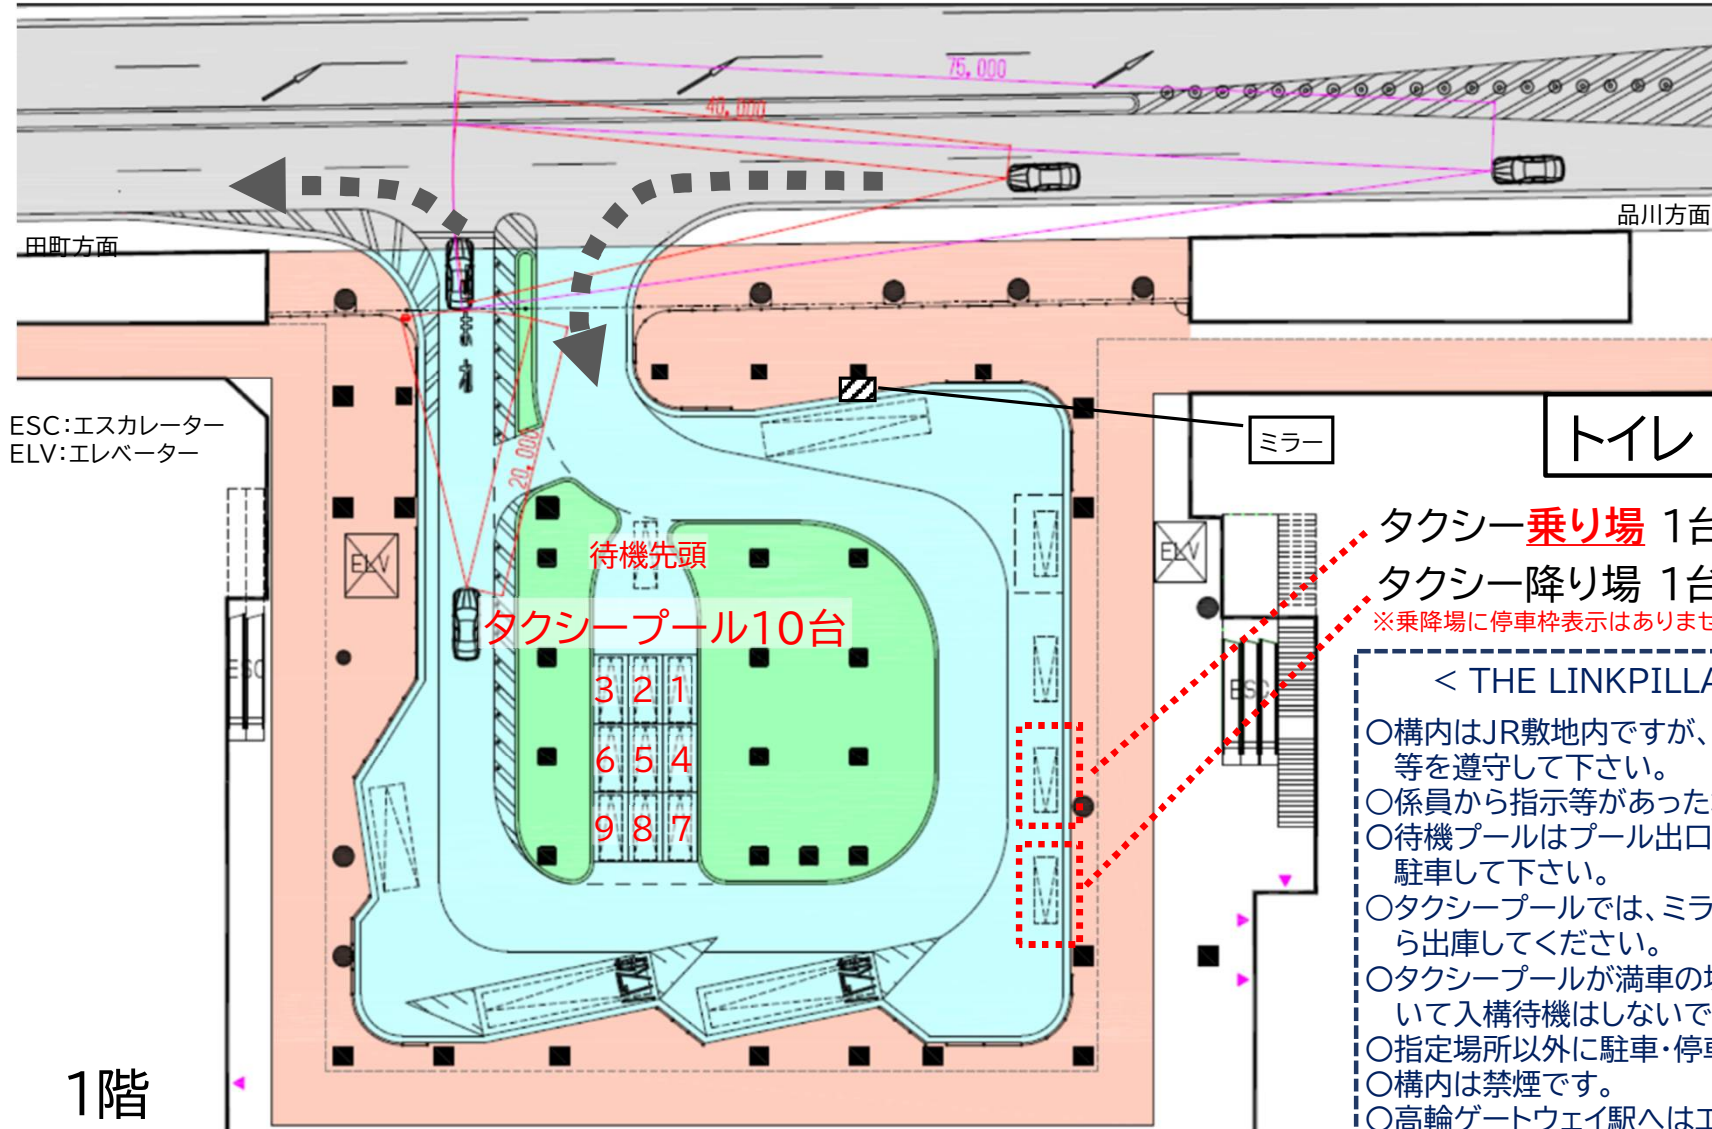 75,000
40,000
品川方面
田町方面
ESC:エスカレーター
ELV:エレベーター
20,000
ミラー
トイレ
タクシー乗り場 1台
タクシー降り場 1台
※乗降場に停車枠表示はありませ
待機先頭
タクシープール10台
ELV
ELV
ESC
ESC
3 2 1
6 5 4
9 8 7
< THE LINKPILLA
○構内はJR敷地内ですが、
等を遵守して下さい。
○係員から指示等があった
○待機プールはプール出口
駐車して下さい。
○タクシープールでは、ミラ
ら出庫してください。
○タクシープールが満車の場
いて入構待機はしないで
○指定場所以外に駐車・停車
○構内は禁煙です。
○高輪ゲートウェイ駅へはエ
1階